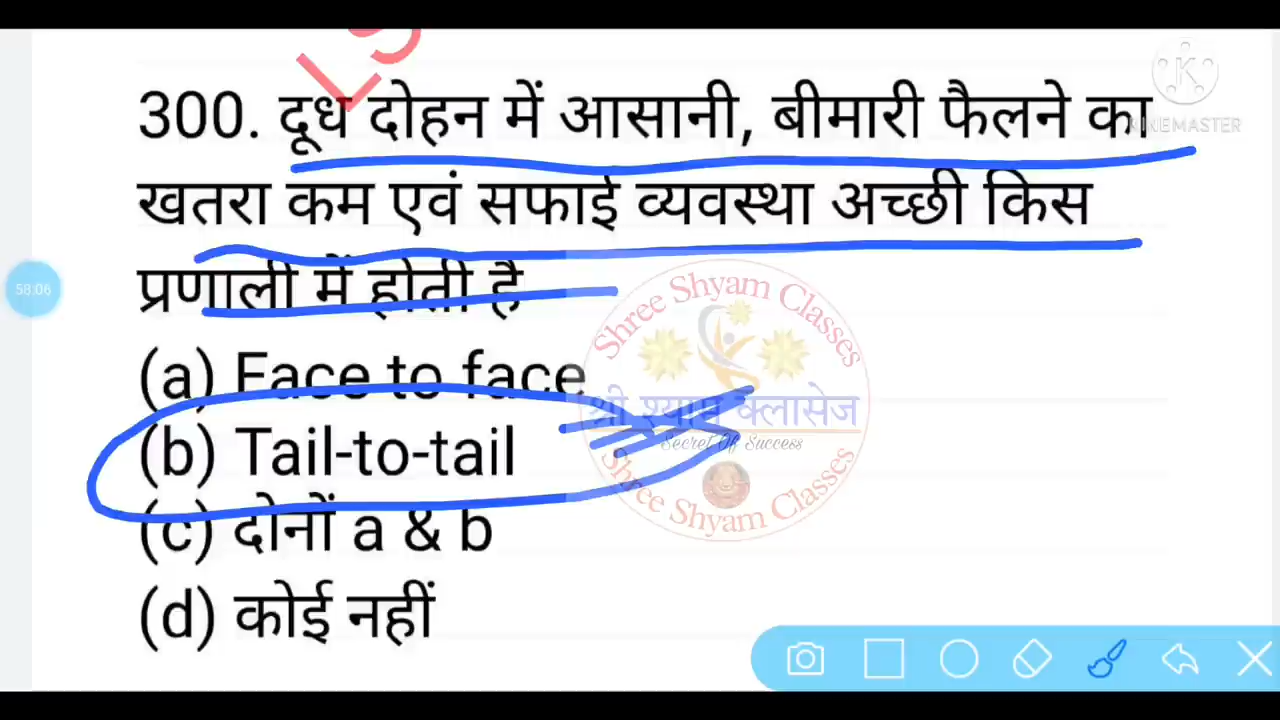 LS
KINEMASTER
300. दूध दोहन में आसानी, बीमारी फैलने का
खतरा कम एवं सफाई व्यवस्था अच्छी किस
प्रणाली में होती है
58:06
(a) Face to face
(b) Tail-to-tail
(c) दोनों a & b
(d) कोई नहीं
Shree Shyam Classes
श्री श्याम क्लासेज
Secret Of Success
Shree Shyam Classes